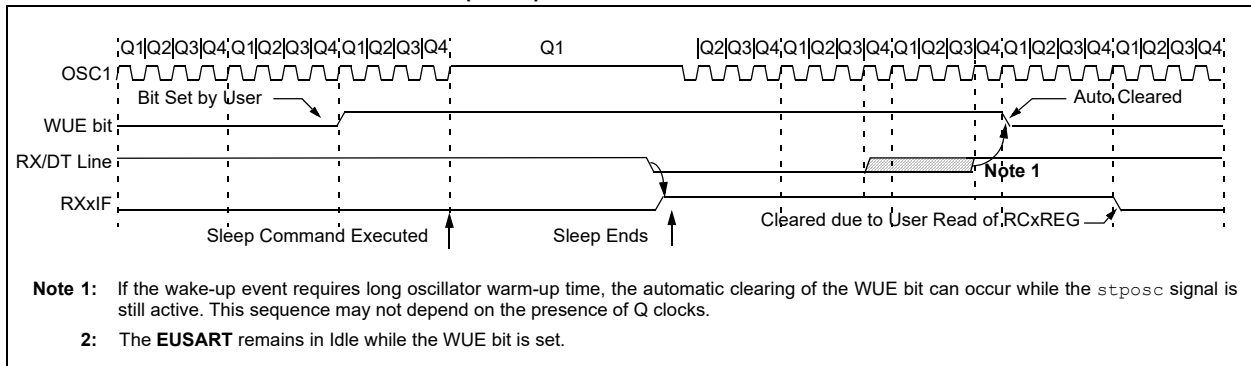 Q1|Q2|Q3|Q4|Q1|Q2|Q3|Q4|Q1|Q2|Q3|Q4 Q1 |Q2|Q3|Q4|Q1|Q2|Q3|Q4|Q1|Q2|Q3|Q4|Q1|Q2|Q3|Q4|Q1|Q2|Q3|Q4
OSC1
Bit Set by User Auto Cleared
WUE bit
RX/DT Line
Note 1
RXxIF
Cleared due to User Read of RCxREG
Sleep Command Executed Sleep Ends
Note 1: If the wake-up event requires long oscillator warm-up time, the automatic clearing of the WUE bit can occur while the stposc signal is
still active. This sequence may not depend on the presence of Q clocks.
2: The EUSART remains in Idle while the WUE bit is set.